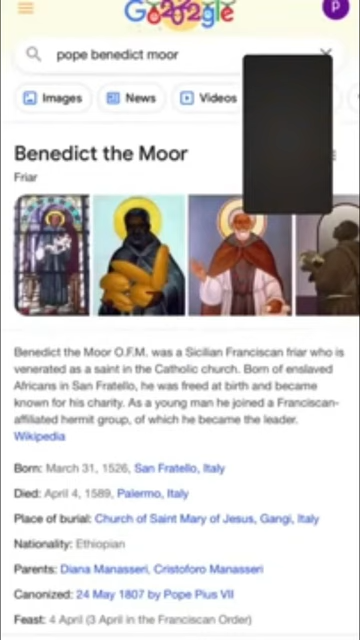 Go2022gle
P
pope benedict moor
Images
News
Videos
Benedict the Moor
Friar
Benedict the Moor O.F.M. was a Sicilian Franciscan friar who is
venerated as a saint in the Catholic church. Born of enslaved
Africans in San Fratello, he was freed at birth and became
known for his charity. As a young man he joined a Franciscan-
affiliated hermit group, of which he became the leader.
Wikipedia
Born: March 31, 1526, San Fratello, Italy
Died: April 4, 1589, Palermo, Italy
Place of burial: Church of Saint Mary of Jesus, Gangi, Italy
Nationality: Ethiopian
Parents: Diana Manasseri, Cristoforo Manasseri
Canonized: 24 May 1807 by Pope Pius VII
Feast: 4 April (3 April in the Franciscan Order)